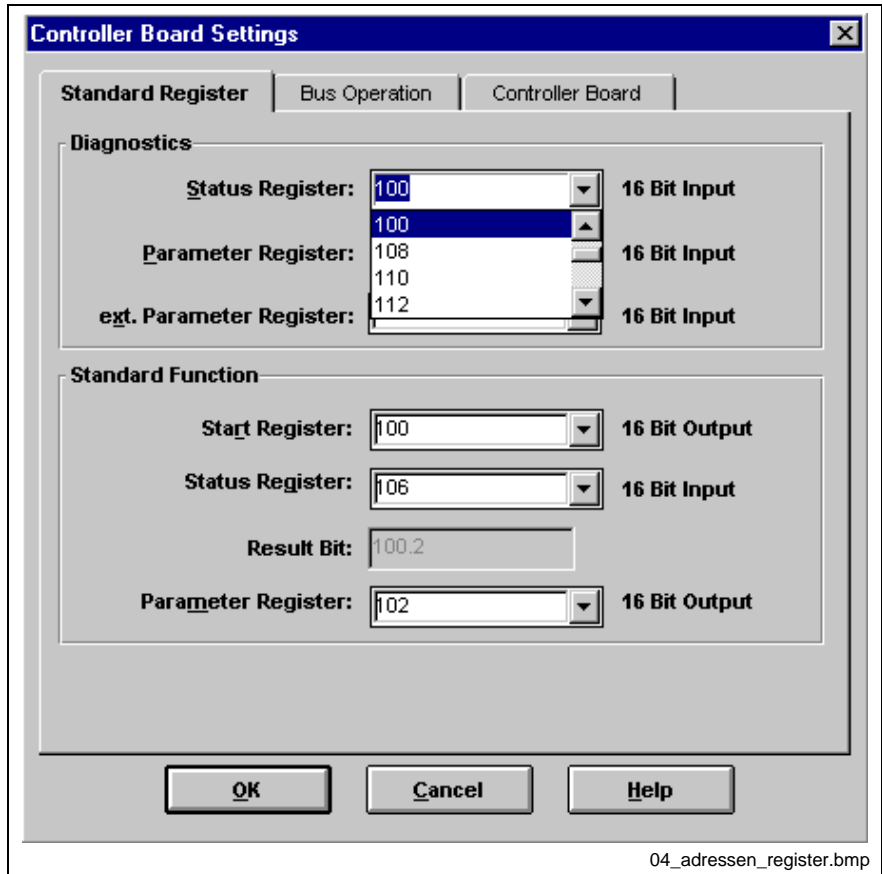 Controller Board Settings
Standard Register Bus Operation Controller Board
Diagnostics
Status Register: 100 16 Bit Input
100
Parameter Register: 108 16 Bit Input
110
ext. Parameter Register: 112 16 Bit Input
Standard Function
Start Register: 100 16 Bit Output
Status Register: 106 16 Bit Input
Result Bit: 100.2
Parameter Register: 102 16 Bit Output
OK Cancel Help
04_adressen_register.bmp